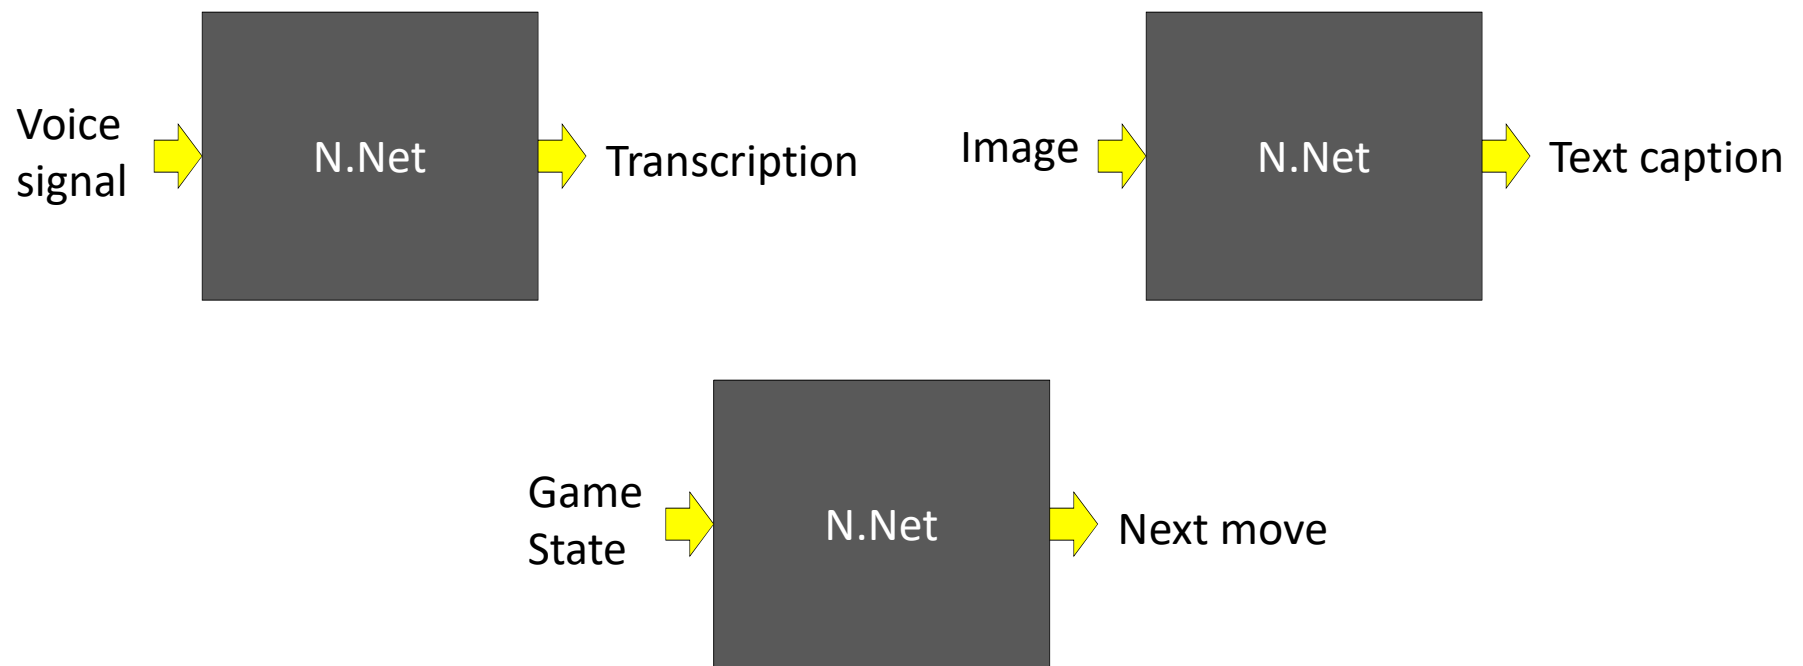 Voice
signal
N.Net
Transcription
Image
N.Net
Text caption
Game
State
N.Net
Next move